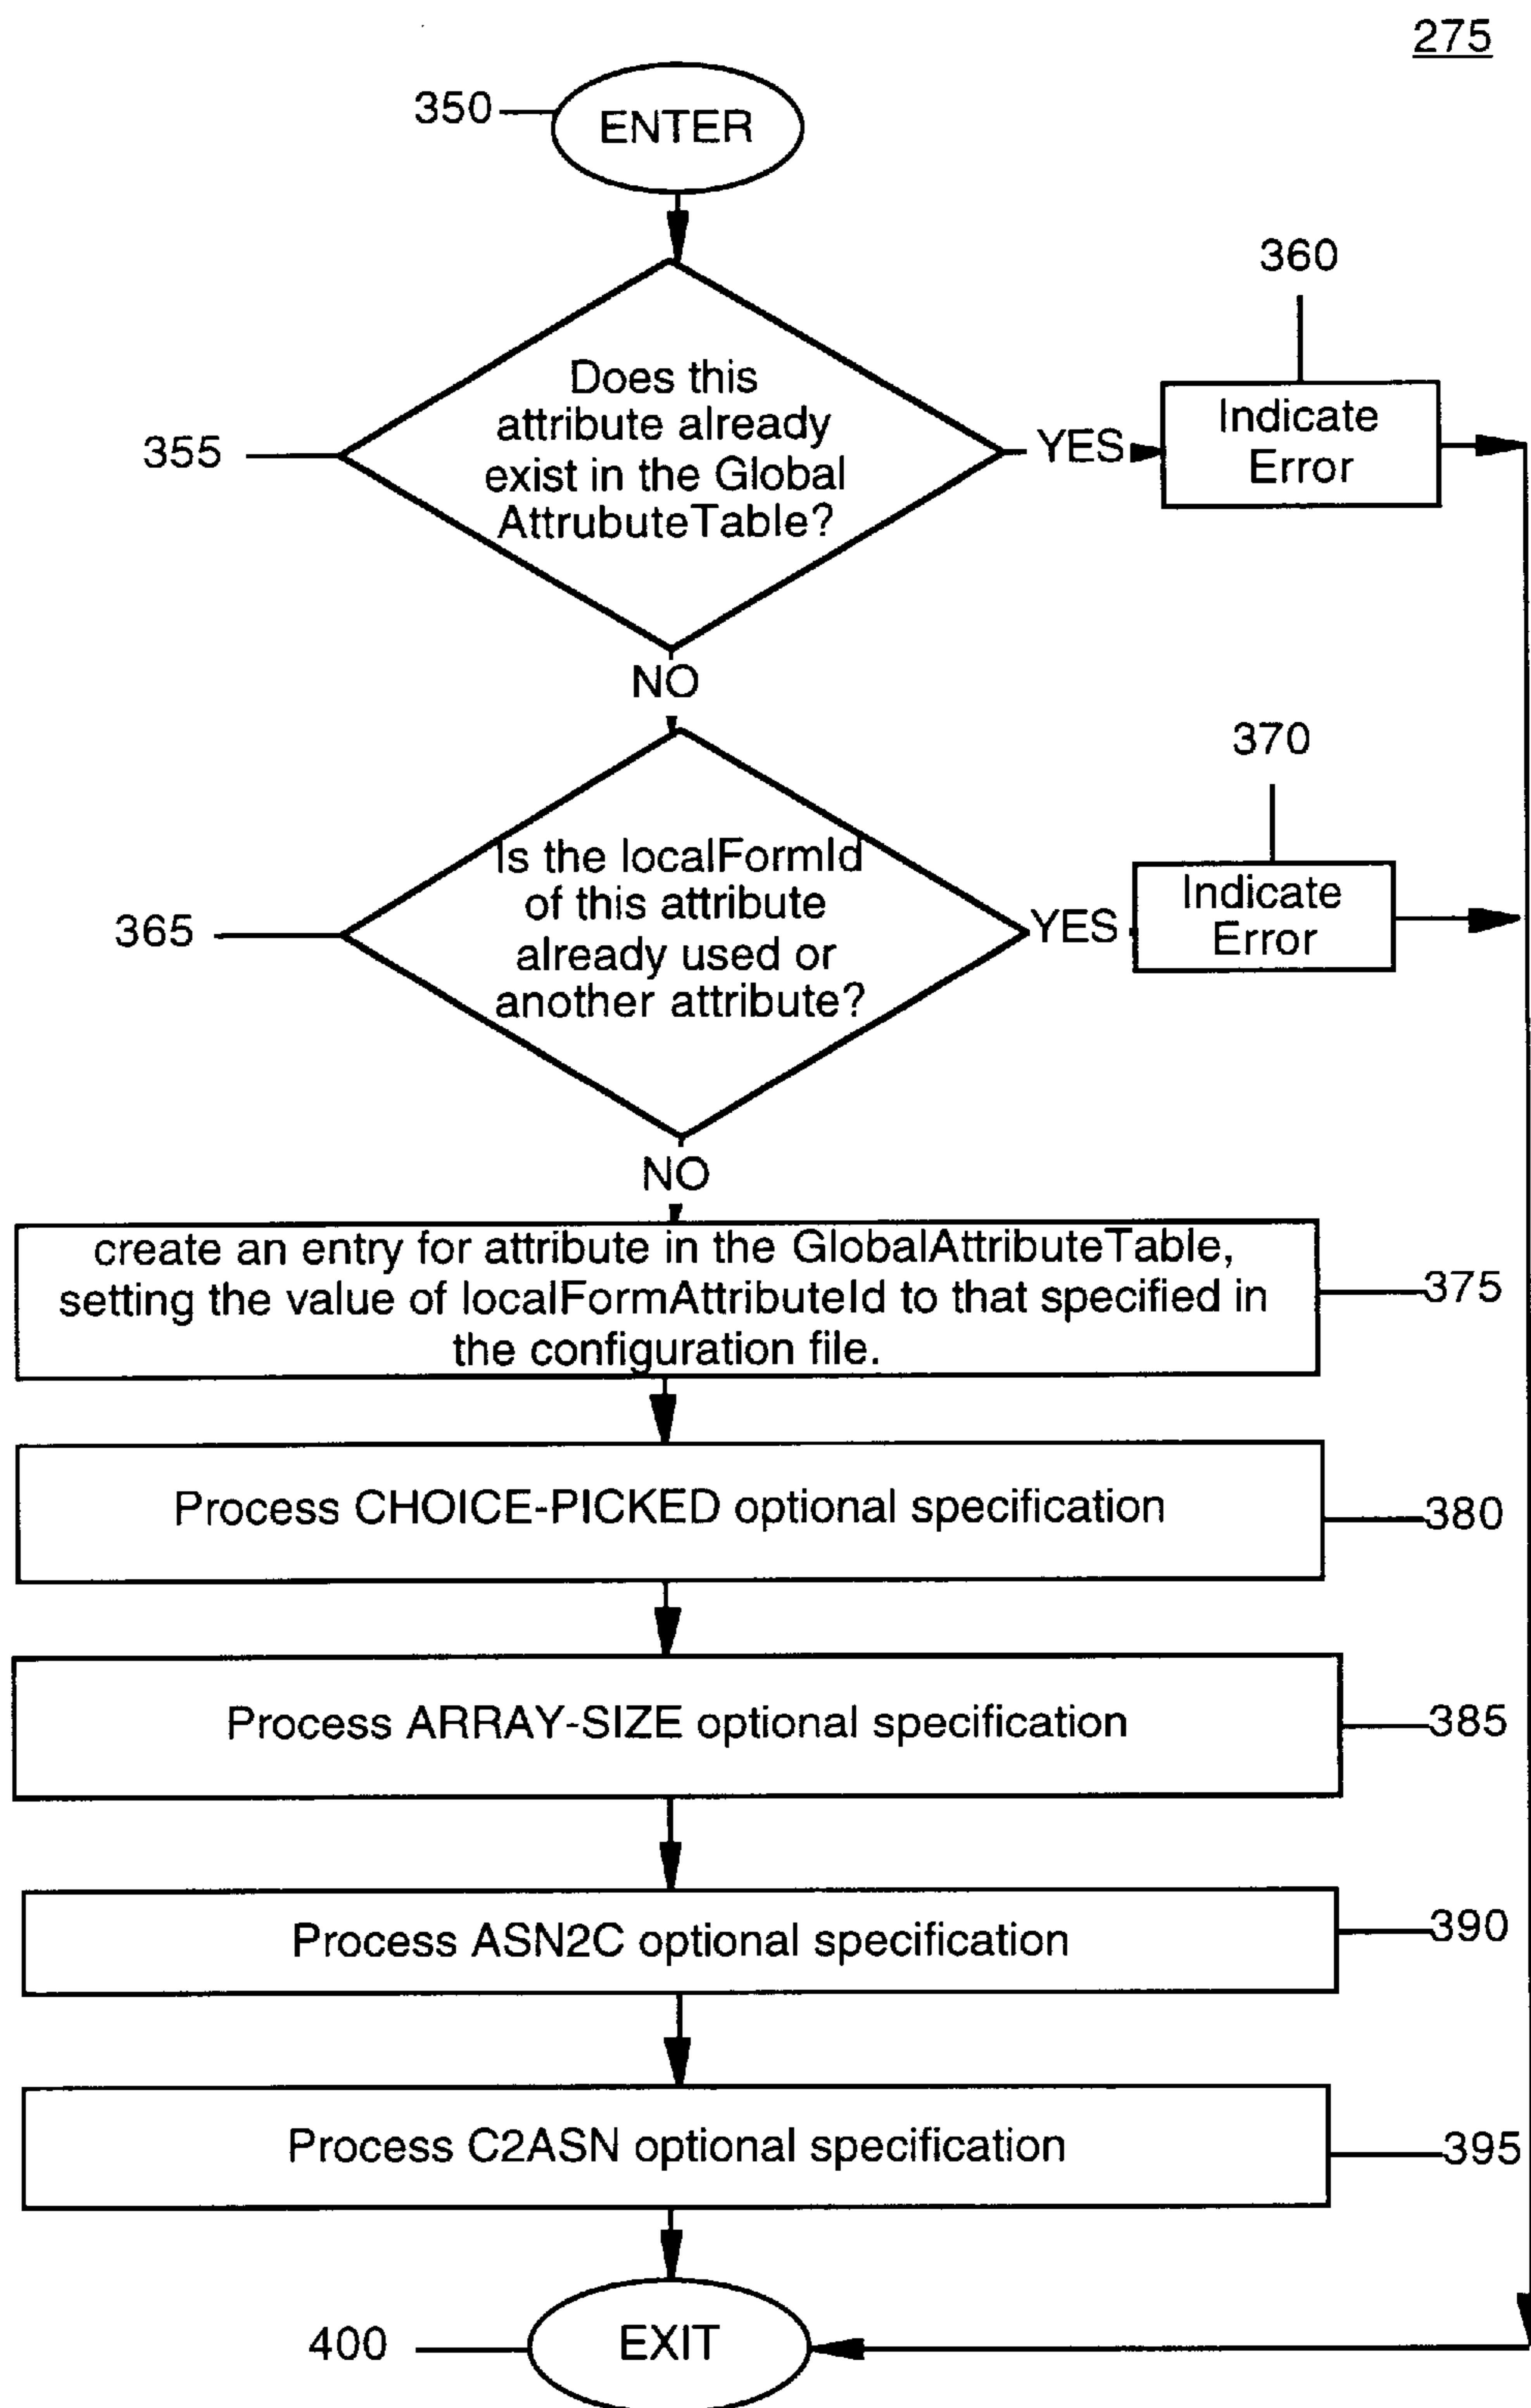 275
350
ENTER
360
Does this
attribute already
exist in the Global
AttrubuteTable?
355
YES
Indicate
Error
NO
370
Is the localFormId
of this attribute
already used or
another attribute?
365
YES
Indicate
Error
NO
create an entry for attribute in the GlobalAttributeTable,
setting the value of localFormAttributeId to that specified in
the configuration file.
375
Process CHOICE-PICKED optional specification
380
Process ARRAY-SIZE optional specification
385
Process ASN2C optional specification
390
Process C2ASN optional specification
395
400
EXIT